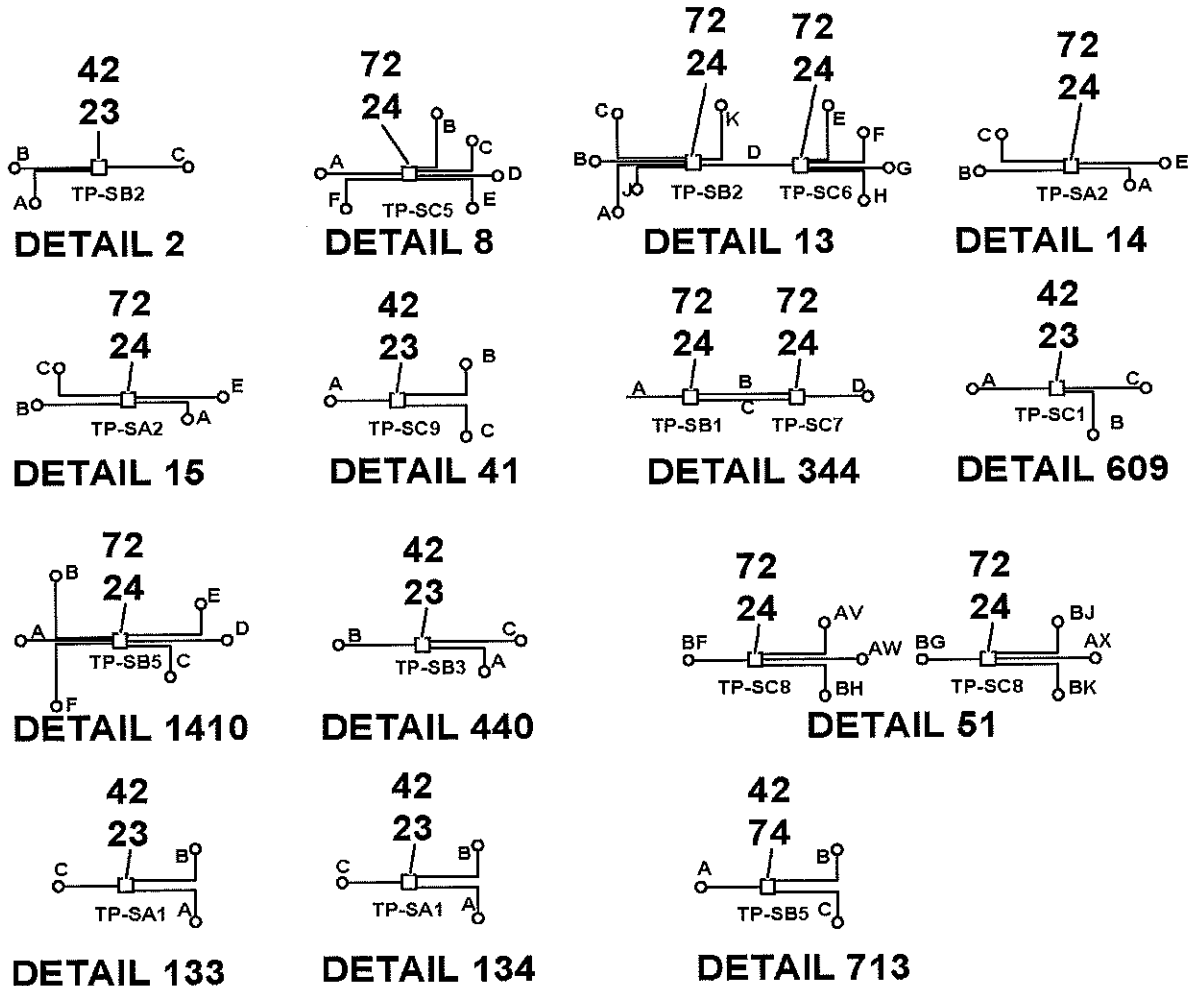 42
23
B
C
A
TP-SB2
DETAIL 2
72
24
B
A
C
D
F
E
TP-SC5
DETAIL 8
72
24
72
24
C
K
E
F
B
D
G
J
A
H
TP-SB2
TP-SC6
DETAIL 13
72
24
C
B
E
A
TP-SA2
DETAIL 14
72
24
C
B
E
A
TP-SA2
DETAIL 15
42
23
B
A
C
TP-SC9
DETAIL 41
72
24
72
24
A
B
C
D
TP-SB1
TP-SC7
DETAIL 344
42
23
A
C
B
TP-SC1
DETAIL 609
72
24
B
E
A
D
C
F
TP-SB5
DETAIL 1410
42
23
B
C
A
TP-SB3
DETAIL 440
72
24
AV
BF
AW
BH
TP-SC8
72
24
BJ
BG
AX
BK
TP-SC8
DETAIL 51
42
23
C
B
A
TP-SA1
DETAIL 133
42
23
C
B
A
TP-SA1
DETAIL 134
42
74
A
B
C
TP-SB5
DETAIL 713